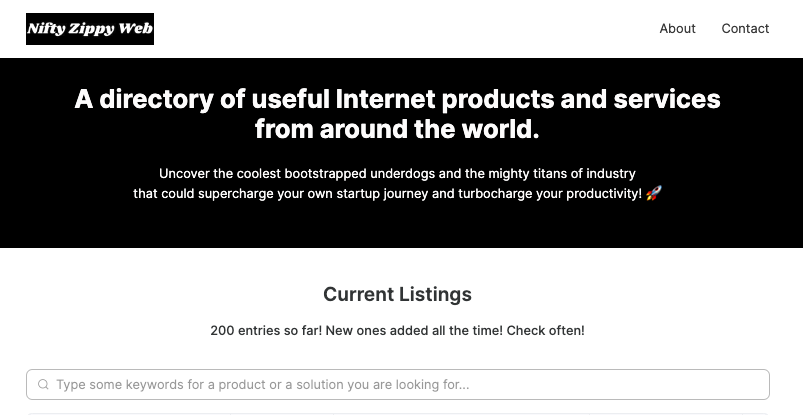 Nifty Zippy Web
About
Contact
A directory of useful Internet products and services
from around the world.
Uncover the coolest bootstrapped underdogs and the mighty titans of industry
that could supercharge your own startup journey and turbocharge your productivity! 🚀
Current Listings
200 entries so far! New ones added all the time! Check often!
Type some keywords for a product or a solution you are looking for...